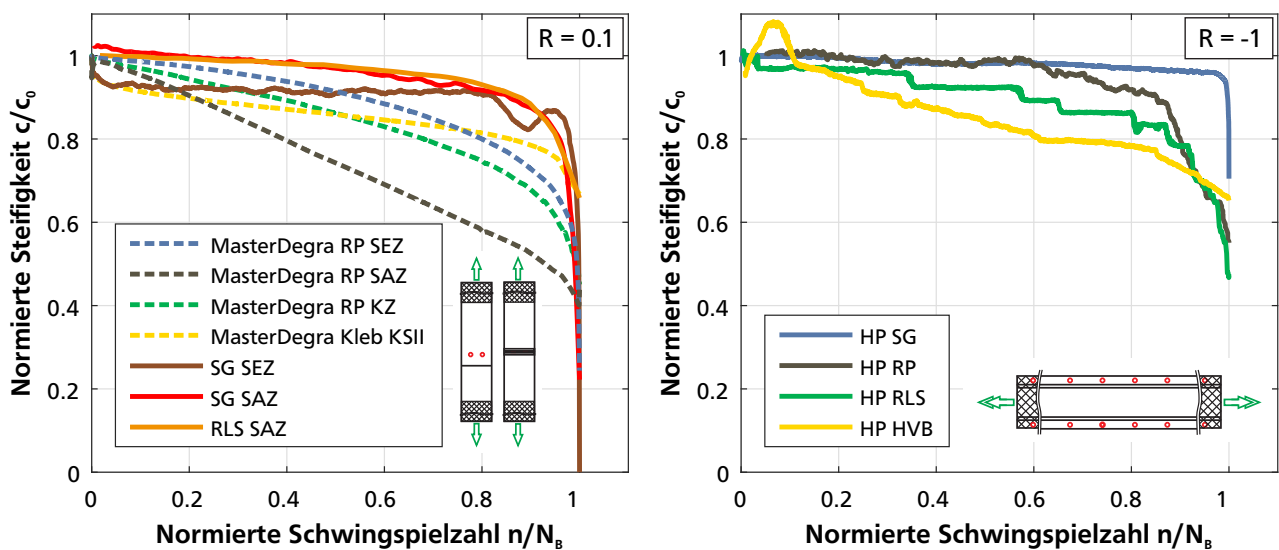 R = 0.1
Normierte Steifigkeit c/c₀
1
0.8
0.6
0.4
0.2
0
MasterDegra RP SEZ
MasterDegra RP SAZ
MasterDegra RP KZ
MasterDegra Kleb KSII
SG SEZ
SG SAZ
RLS SAZ
0 0.2 0.4 0.6 0.8 1
Normierte Schwingspielzahl n/N_B
R = -1
Normierte Steifigkeit c/c₀
1
0.8
0.6
0.4
0.2
0
HP SG
HP RP
HP RLS
HP HVB
0 0.2 0.4 0.6 0.8 1
Normierte Schwingspielzahl n/N_B